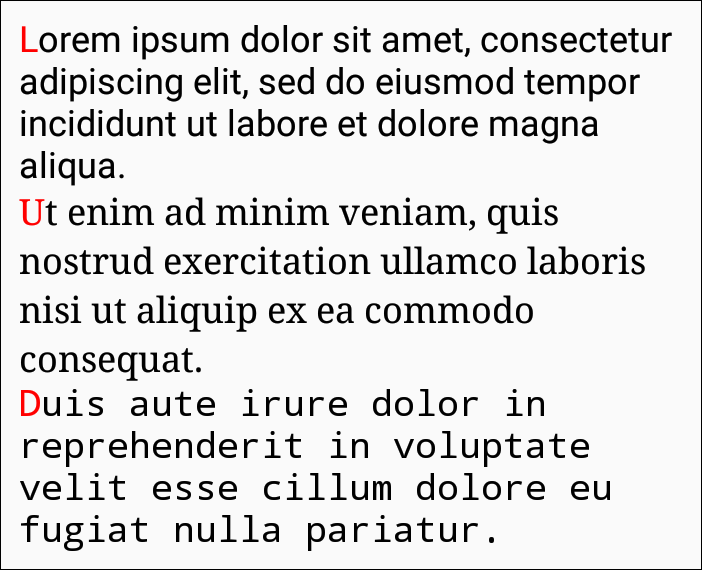 Lorem ipsum dolor sit amet, consectetur
adipiscing elit, sed do eiusmod tempor
incididunt ut labore et dolore magna
aliqua.
Ut enim ad minim veniam, quis
nostrud exercitation ullamco laboris
nisi ut aliquip ex ea commodo
consequat.
Duis aute irure dolor in
reprehenderit in voluptate
velit esse cillum dolore eu
fugiat nulla pariatur.